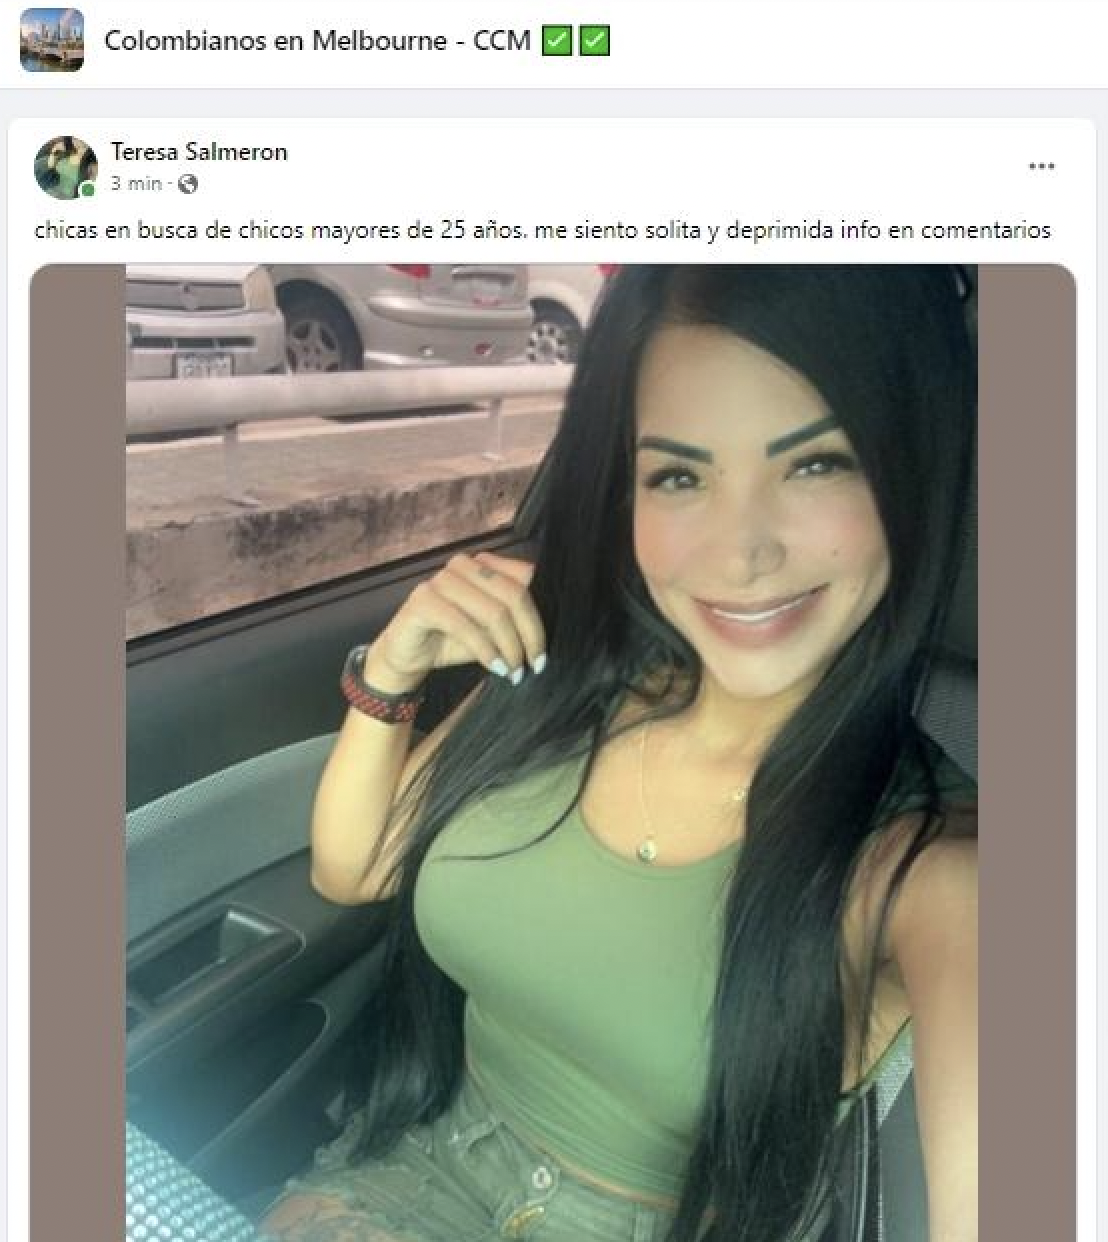 Colombianos en Melbourne - CCM ✅✅
Teresa Salmeron
3 min ·
chicas en busca de chicos mayores de 25 años. me siento solita y deprimida info en comentarios